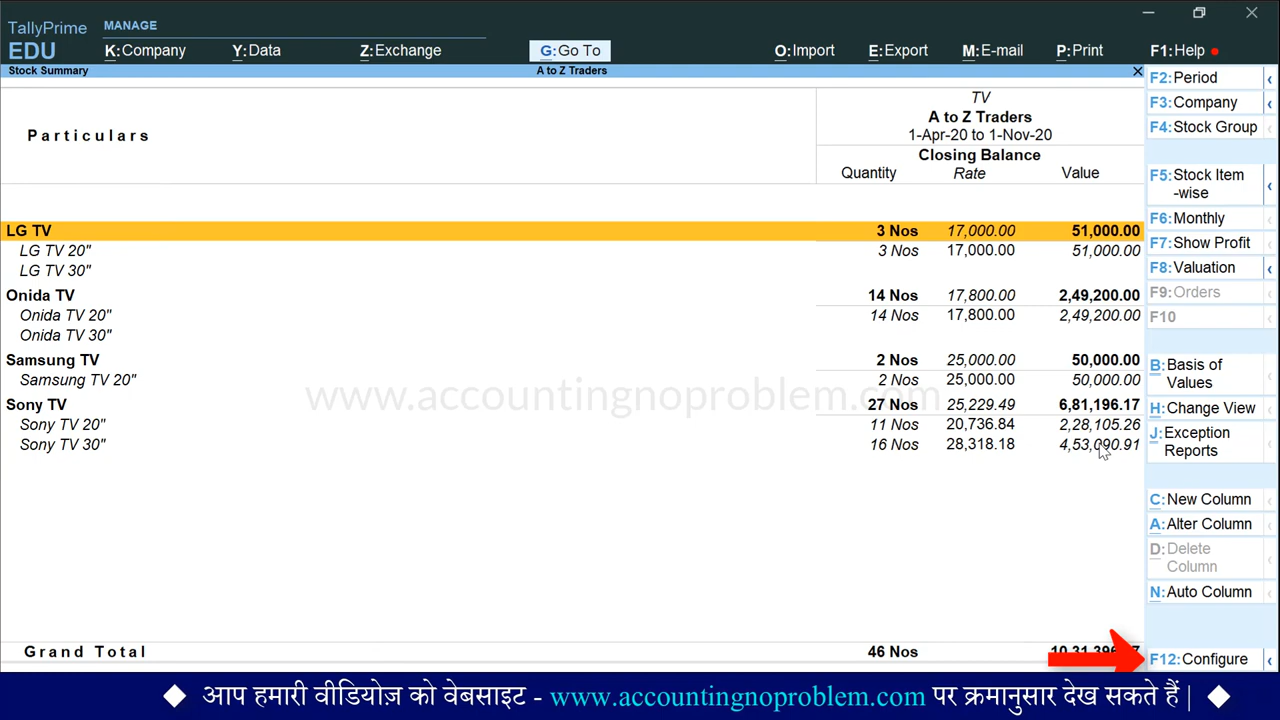 TallyPrime MANAGE
EDU K:Company Y:Data Z:Exchange G:Go To O:Import E:Export M:E-mail P:Print F1:Help
Stock Summary A to Z Traders
Particulars
TV
A to Z Traders
1-Apr-20 to 1-Nov-20
Closing Balance
Quantity Rate Value
LG TV 3 Nos 17,000.00 51,000.00
LG TV 20" 3 Nos 17,000.00 51,000.00
LG TV 30"
Onida TV 14 Nos 17,800.00 2,49,200.00
Onida TV 20" 14 Nos 17,800.00 2,49,200.00
Onida TV 30"
Samsung TV 2 Nos 25,000.00 50,000.00
Samsung TV 20" 2 Nos 25,000.00 50,000.00
www.accountingnoproblem.com
Sony TV 27 Nos 25,229.49 6,81,196.17
Sony TV 20" 11 Nos 20,736.84 2,28,105.26
Sony TV 30" 16 Nos 28,318.18 4,53,090.91
Grand Total 46 Nos
F2:Period
F3:Company
F4:Stock Group
F5:Stock Item
-wise
F6:Monthly
F7:Show Profit
F8:Valuation
F9:Orders
F10
B:Basis of
Values
H:Change View
J:Exception
Reports
C:New Column
A:Alter Column
D:Delete
Column
N:Auto Column
F12:Configure
आप हमारी वीडियोज़ को वेबसाइट - www.accountingnoproblem.com पर क्रमानुसार देख सकते हैं |